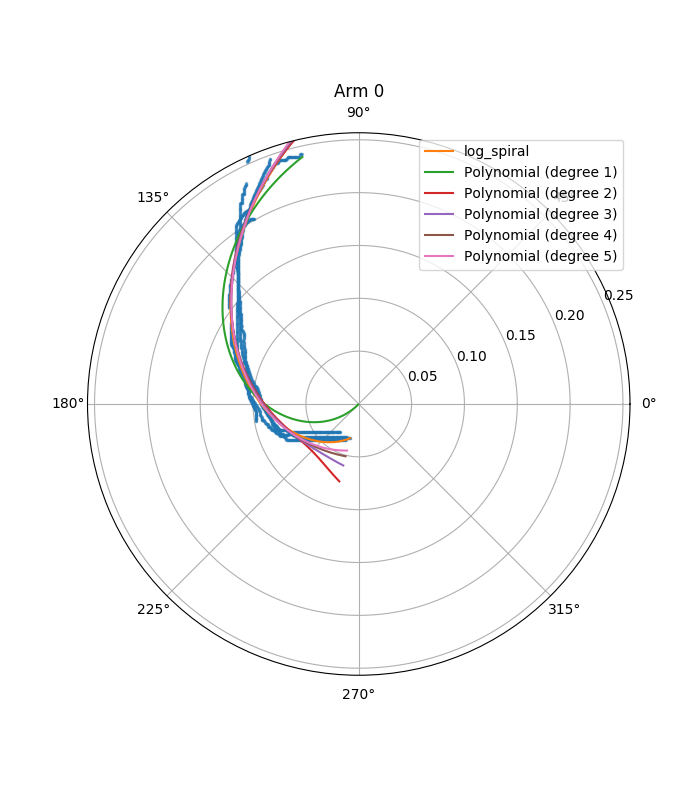 Arm 0
90°
log_spiral
Polynomial (degree 1)
Polynomial (degree 2)
Polynomial (degree 3)
Polynomial (degree 4)
Polynomial (degree 5)
135°
0.25
0.20
0.15
0.10
0.05
180°
0°
225°
315°
270°